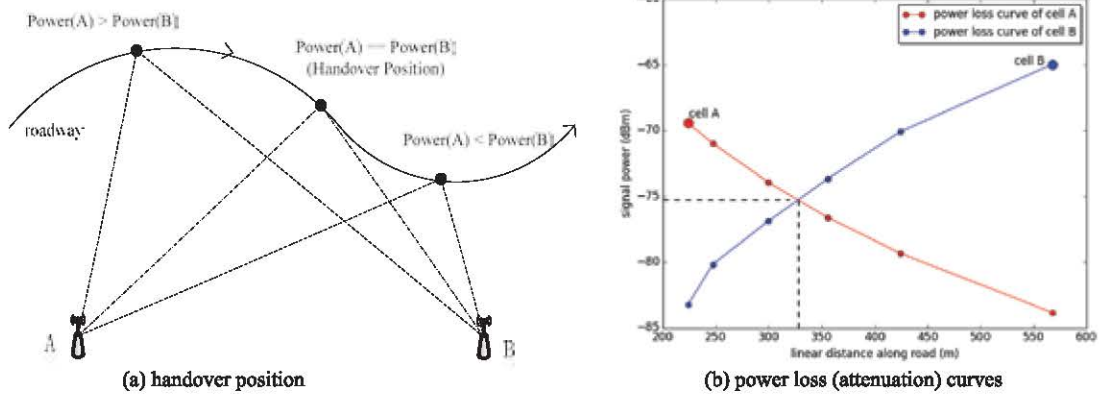 Power(A) > Power(B)
Power(A) == Power(B)
(Handover Position)
roadway
Power(A) < Power(B)
A
B
(a) handover position
power loss curve of cell A
power loss curve of cell B
−65
−70
−75
−80
−85
signal power (dBm)
cell A
cell B
200
250
300
350
400
450
500
550
600
linear distance along road (m)
(b) power loss (attenuation) curves